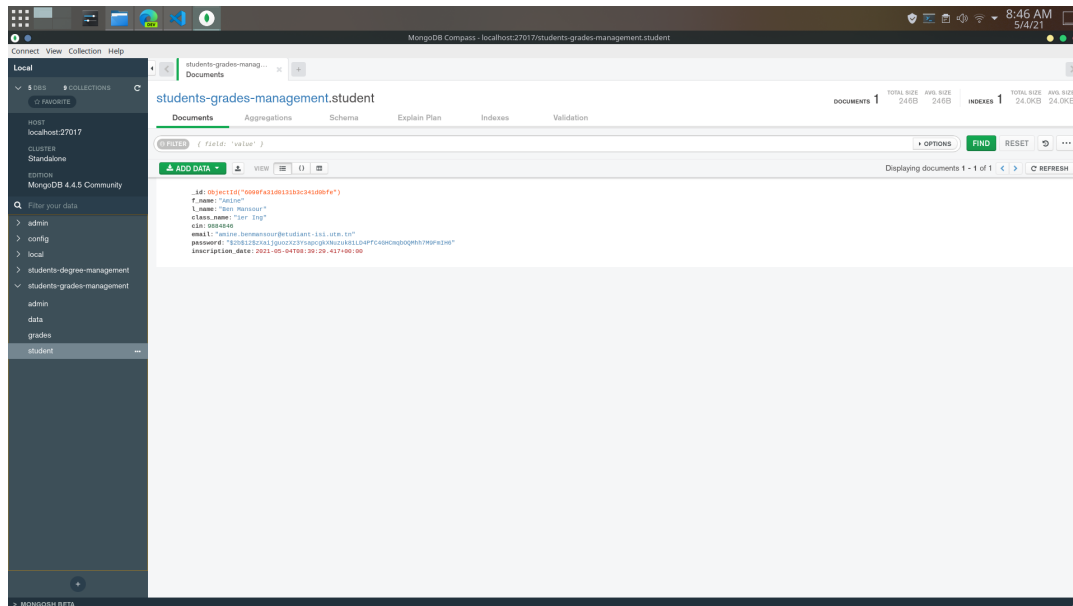 8:46 AM
5/4/21
DEV
MongoDB Compass - localhost:27017/students-grades-management.student
Connect View Collection Help
Local
students-grades-manag...
Documents
5 DBS 9 COLLECTIONS
FAVORITE
HOST
localhost:27017
CLUSTER
Standalone
EDITION
MongoDB 4.4.5 Community
Filter your data
admin
config
local
students-degree-management
students-grades-management
admin
data
grades
student
MONGOSH BETA
students-grades-management.student
DOCUMENTS 1 TOTAL SIZE 246B AVG. SIZE 246B INDEXES 1 TOTAL SIZE 24.0KB AVG. SIZE 24.0KB
Documents Aggregations Schema Explain Plan Indexes Validation
FILTER { field: 'value' } OPTIONS FIND RESET
ADD DATA VIEW Displaying documents 1 - 1 of 1 REFRESH
_id: 
f_name: "Amine"
l_name: "Ben Mansour"
class_name: "1er Ing"
cin: 9884846
email: "amine.benmansour@etudiant-isi.utm.tn"
password:
inscription_date: 2021-05-04T08:39:29.417+00:00